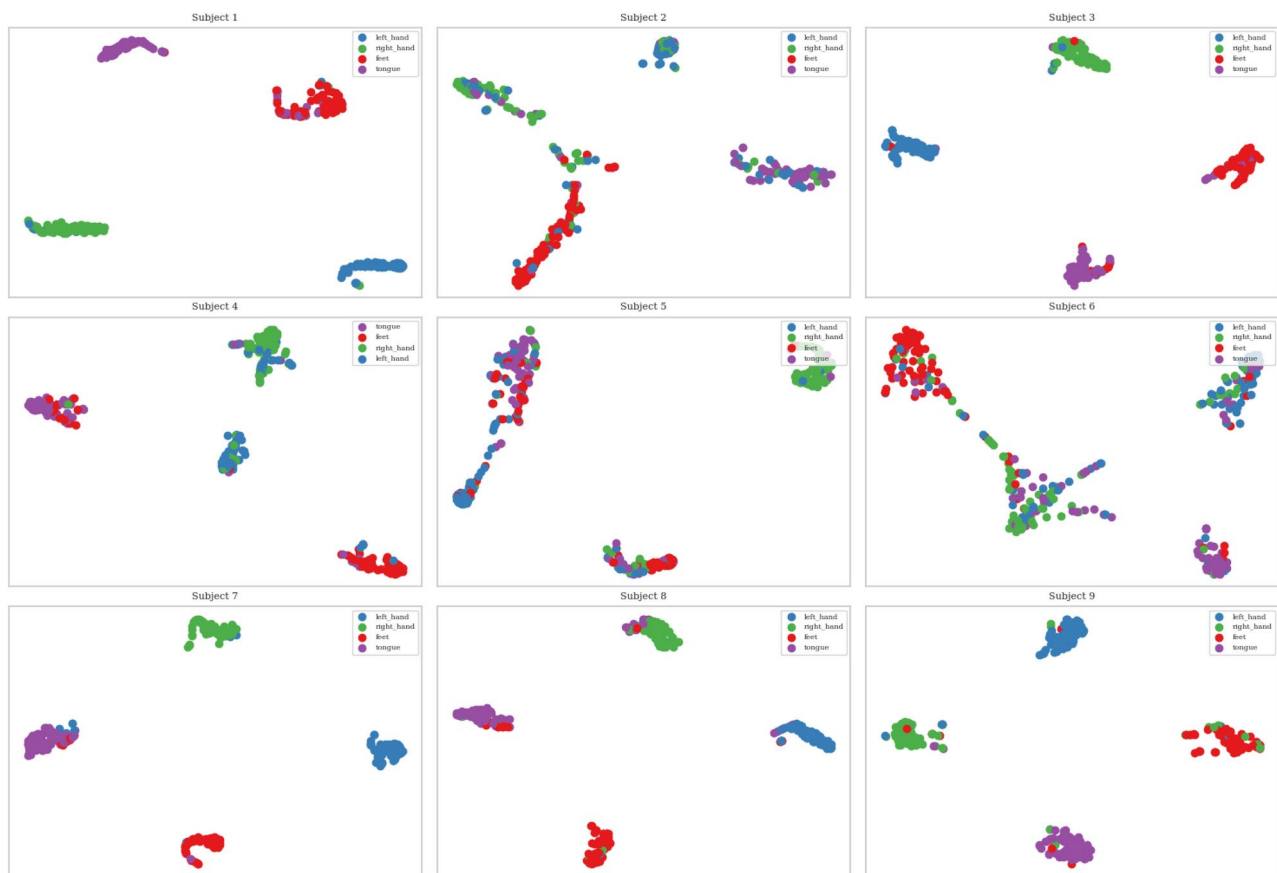 Subject 1
left_hand
right_hand
feet
tongue
Subject 2
left_hand
right_hand
feet
tongue
Subject 3
left_hand
right_hand
feet
tongue
Subject 4
tongue
feet
right_hand
left_hand
Subject 5
left_hand
right_hand
feet
tongue
Subject 6
left_hand
right_hand
feet
tongue
Subject 7
left_hand
right_hand
feet
tongue
Subject 8
left_hand
right_hand
feet
tongue
Subject 9
left_hand
right_hand
feet
tongue